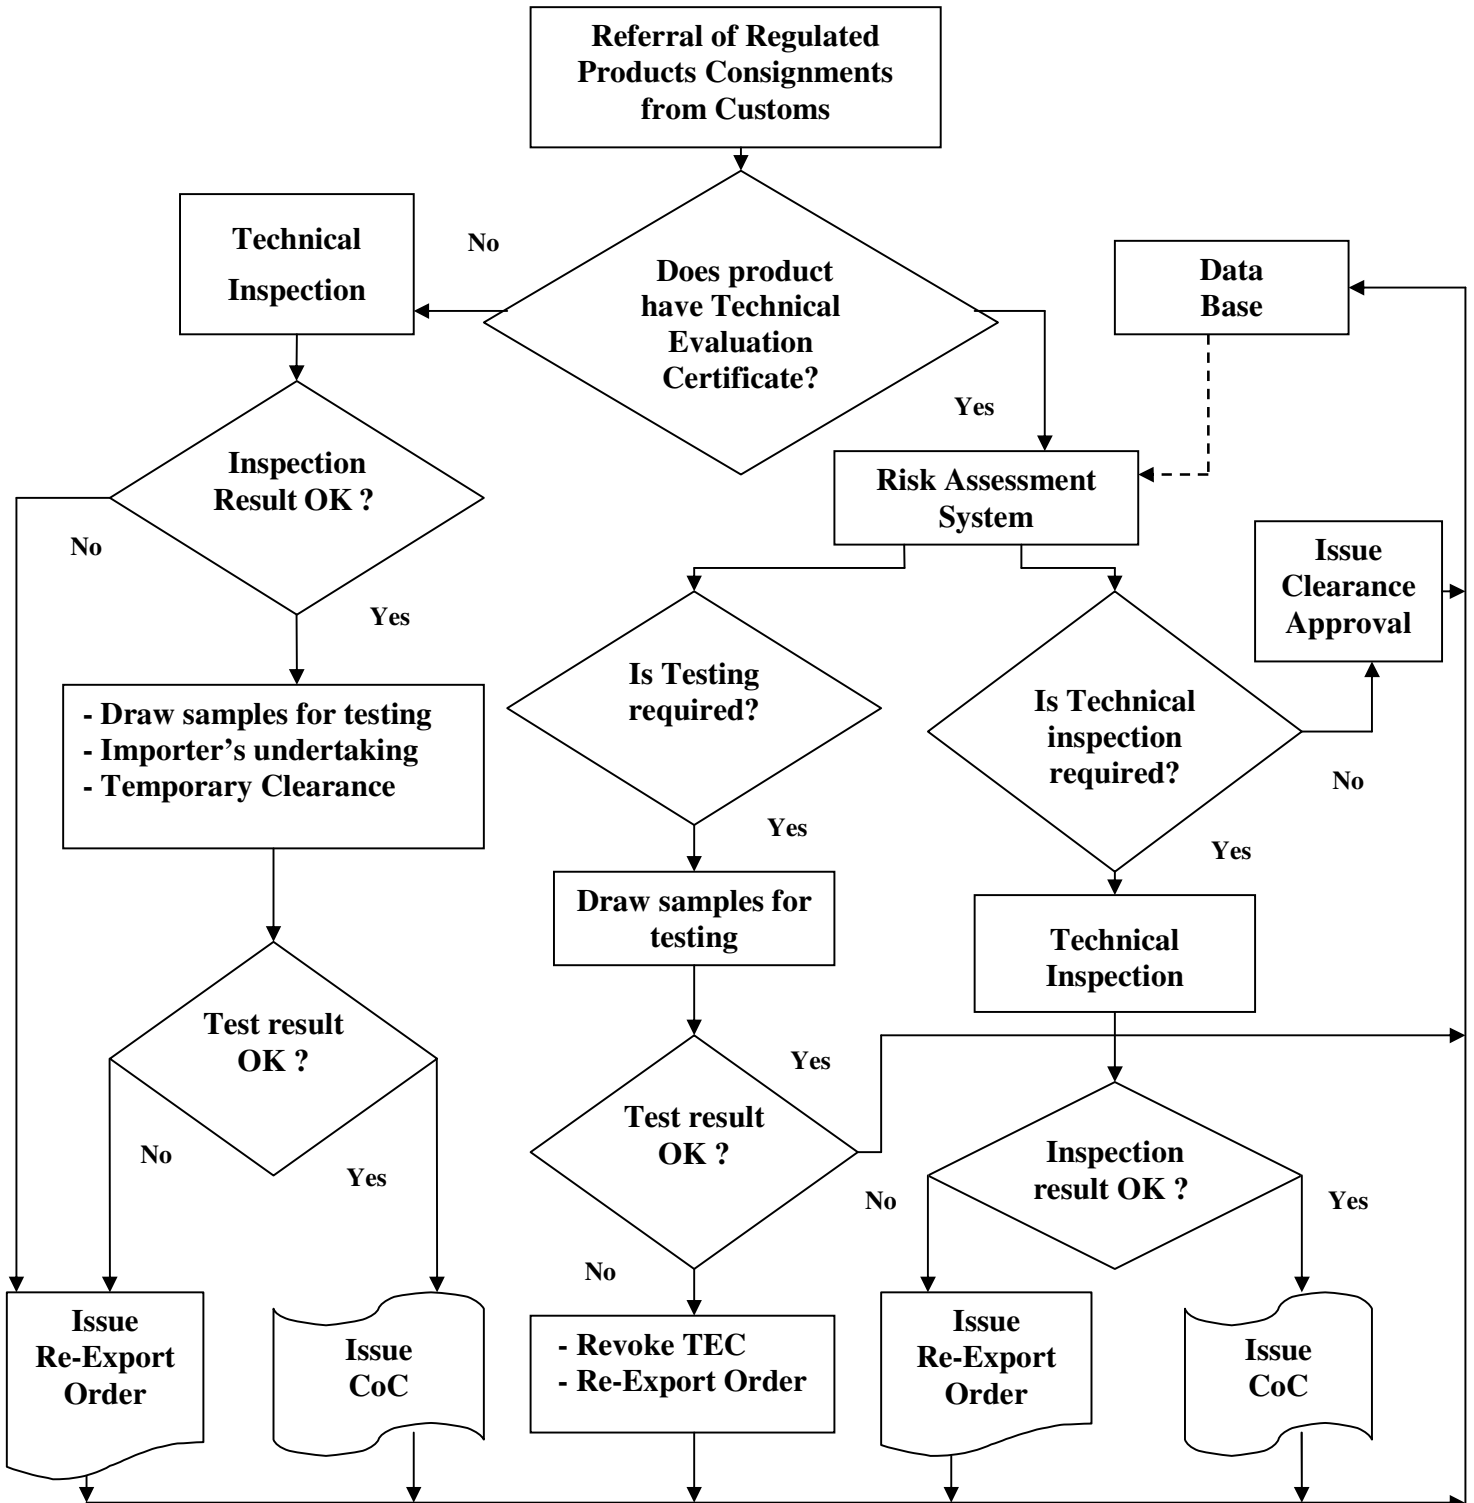 Referral of Regulated
Products Consignments
from Customs
Technical
Inspection
No
Does product
have Technical
Evaluation
Certificate?
Data
Base
Yes
Inspection
Result OK ?
Risk Assessment
System
No
Issue
Clearance
Approval
Yes
Is Testing
required?
Is Technical
inspection
required?
- Draw samples for testing
- Importer’s undertaking
- Temporary Clearance
No
Yes
Yes
Draw samples for
testing
Technical
Inspection
Test result
OK ?
Yes
Test result
OK ?
No
Yes
Inspection
result OK ?
No
Yes
No
Issue
Re-Export
Order
Issue
CoC
- Revoke TEC
- Re-Export Order
Issue
Re-Export
Order
Issue
CoC